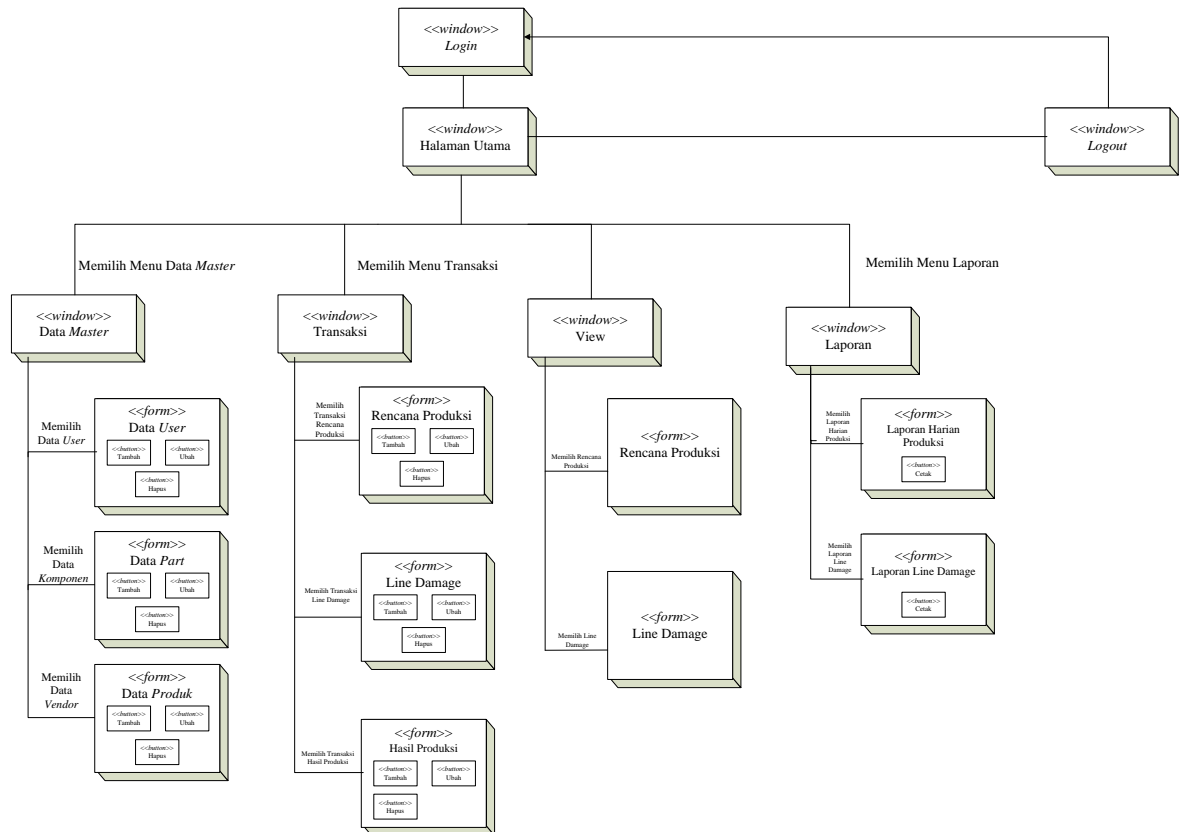 <<window>>
Login
<<window>>
Halaman Utama
<<window>>
Logout
Memilih Menu Data Master
Memilih Menu Transaksi
Memilih Menu Laporan
<<window>>
Data Master
<<window>>
Transaksi
<<window>>
View
<<window>>
Laporan
Memilih
Data User
<<form>>
Data User
<<button>>
Tambah
<<button>>
Ubah
<<button>>
Hapus
Memilih
Data
Komponen
<<form>>
Data Part
<<button>>
Tambah
<<button>>
Ubah
<<button>>
Hapus
Memilih
Data
Vendor
<<form>>
Data Produk
<<button>>
Tambah
<<button>>
Ubah
<<button>>
Hapus
Memilih
Transaksi
Rencana
Produksi
<<form>>
Rencana Produksi
<<button>>
Tambah
<<button>>
Ubah
<<button>>
Hapus
Memilih Transaksi
Line Damage
<<form>>
Line Damage
<<button>>
Tambah
<<button>>
Ubah
<<button>>
Hapus
Memilih Transaksi
Hasil Produksi
<<form>>
Hasil Produksi
<<button>>
Tambah
<<button>>
Ubah
<<button>>
Hapus
Memilih Rencana
Produksi
<<form>>
Rencana Produksi
Memilih Line
Damage
<<form>>
Line Damage
Memilih
Laporan
Harian
Produksi
<<form>>
Laporan Harian
Produksi
<<button>>
Cetak
Memilih
Laporan
Line
Damage
<<form>>
Laporan Line Damage
<<button>>
Cetak